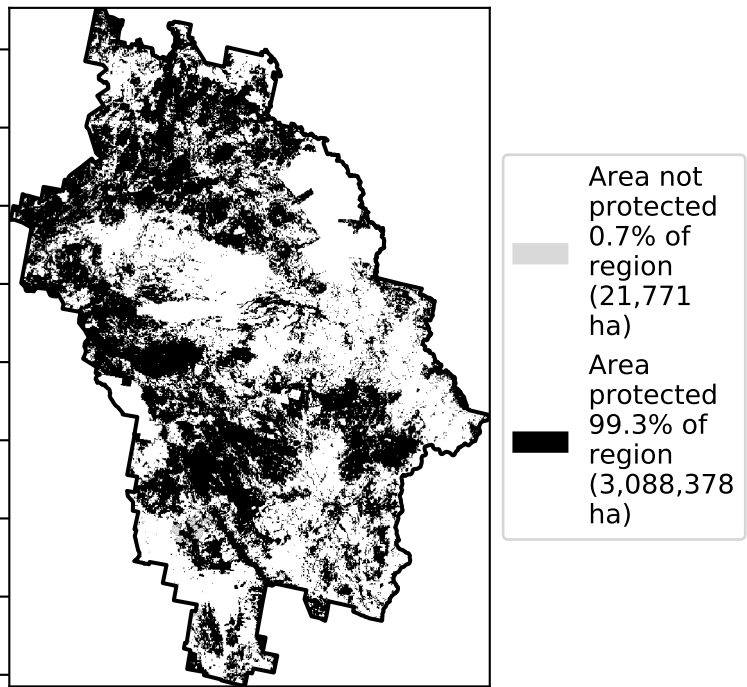 Area not
protected
0.7% of
region
(21,771
ha)
Area
protected
99.3% of
region
(3,088,378
ha)